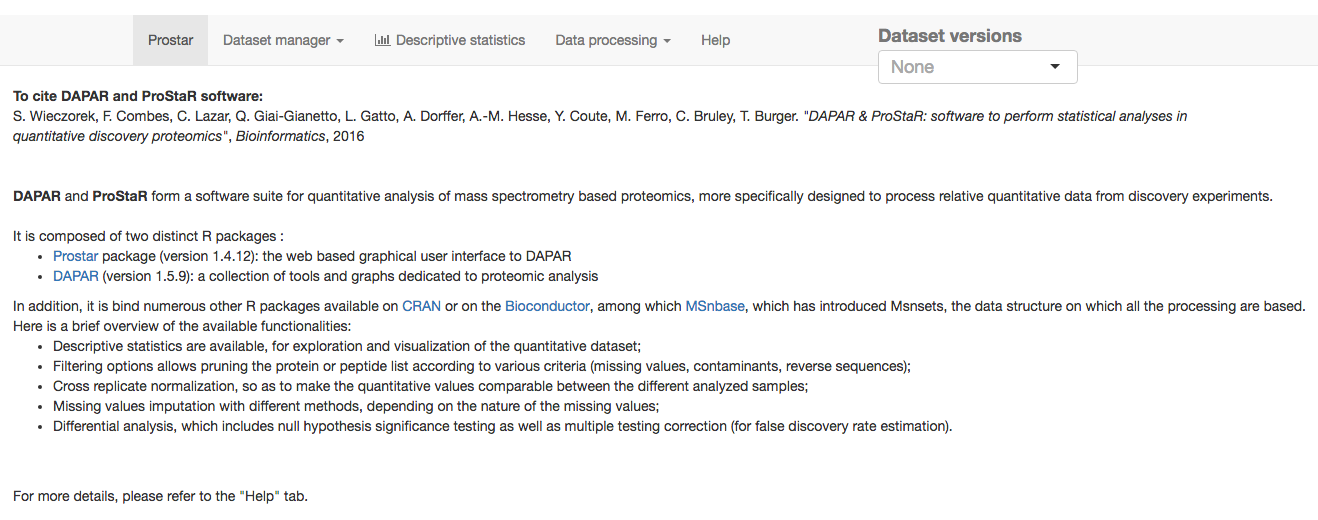 Prostar Dataset manager Descriptive statistics Data processing Help Dataset versions
None
To cite DAPAR and ProStaR software:
S. Wieczorek, F. Combes, C. Lazar, Q. Giai-Gianetto, L. Gatto, A. Dorffer, A.-M. Hesse, Y. Coute, M. Ferro, C. Bruley, T. Burger. "DAPAR & ProStaR: software to perform statistical analyses in
quantitative discovery proteomics", Bioinformatics, 2016
DAPAR and ProStaR form a software suite for quantitative analysis of mass spectrometry based proteomics, more specifically designed to process relative quantitative data from discovery experiments.
It is composed of two distinct R packages :
• Prostar package (version 1.4.12): the web based graphical user interface to DAPAR
• DAPAR (version 1.5.9): a collection of tools and graphs dedicated to proteomic analysis
In addition, it is bind numerous other R packages available on CRAN or on the Bioconductor, among which MSnbase, which has introduced Msnsets, the data structure on which all the processing are based.
Here is a brief overview of the available functionalities:
• Descriptive statistics are available, for exploration and visualization of the quantitative dataset;
• Filtering options allows pruning the protein or peptide list according to various criteria (missing values, contaminants, reverse sequences);
• Cross replicate normalization, so as to make the quantitative values comparable between the different analyzed samples;
• Missing values imputation with different methods, depending on the nature of the missing values;
• Differential analysis, which includes null hypothesis significance testing as well as multiple testing correction (for false discovery rate estimation).
For more details, please refer to the "Help" tab.